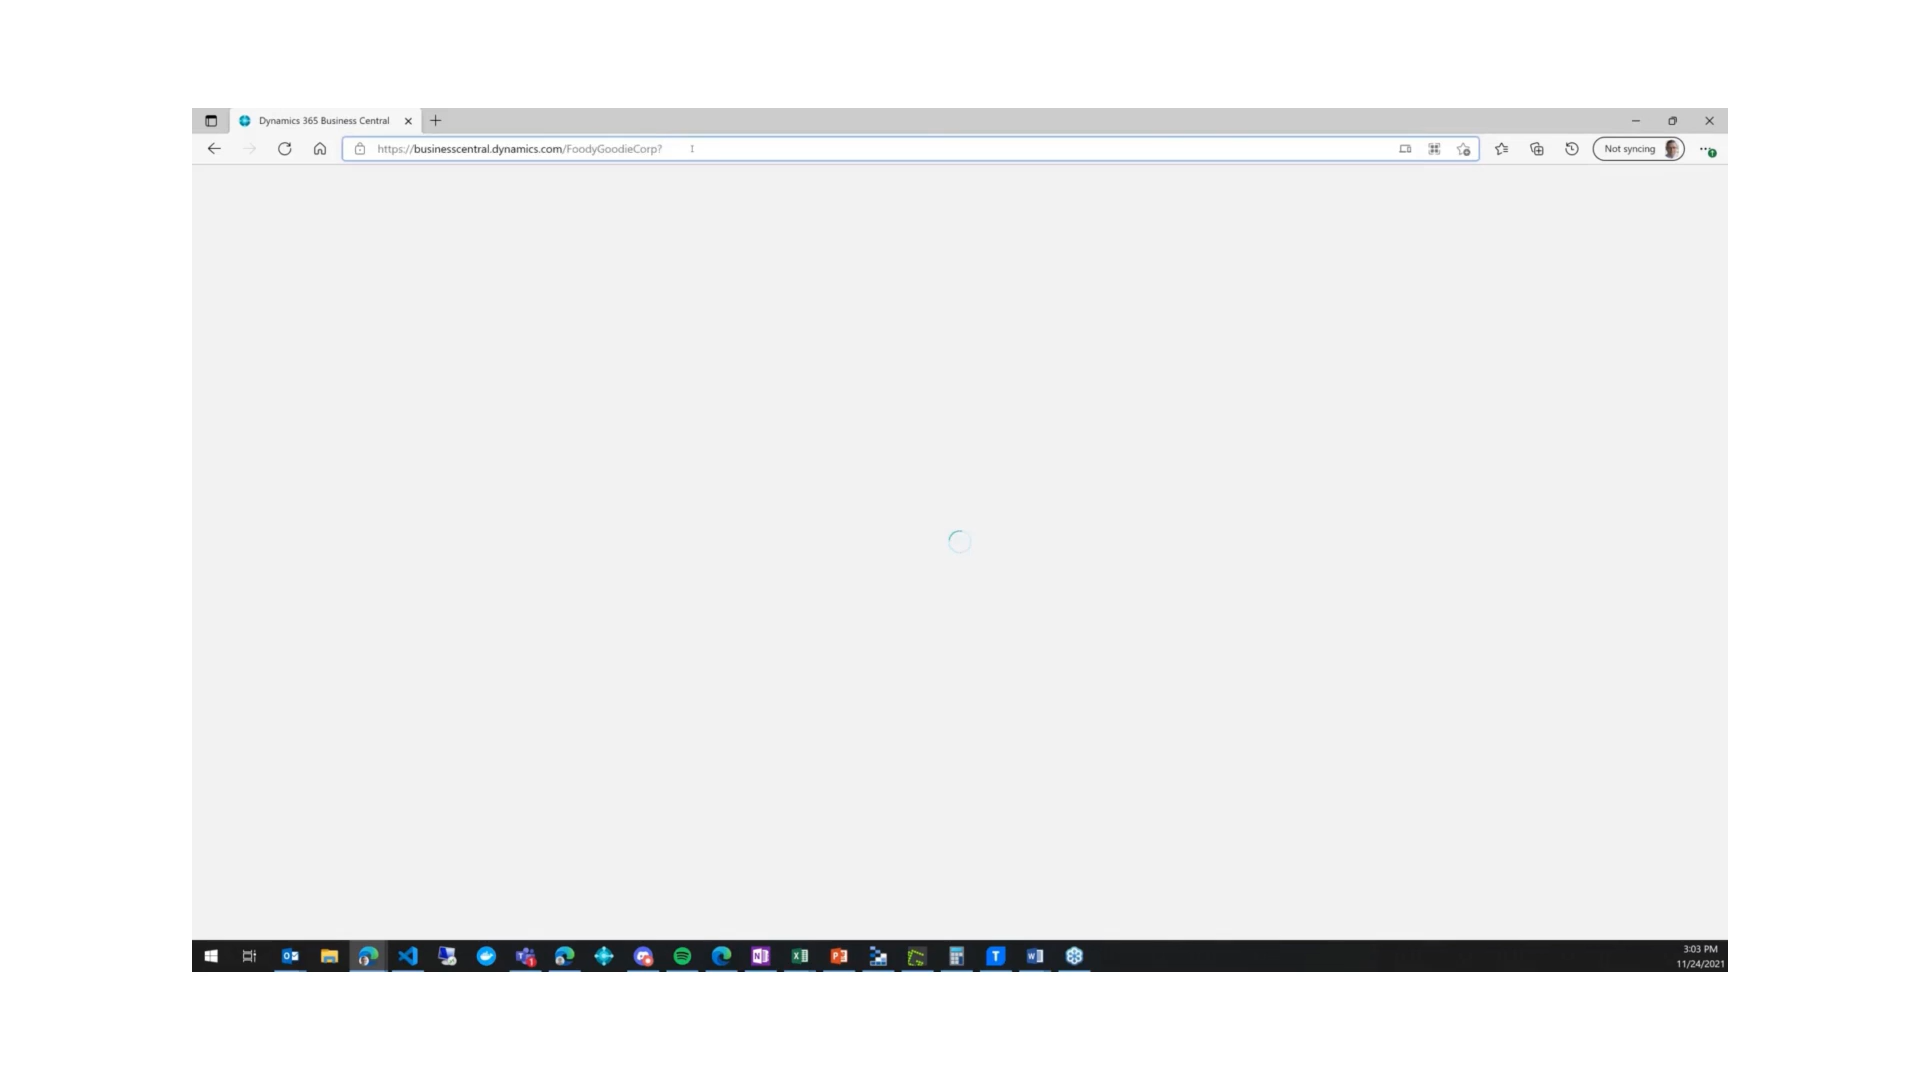 Dynamics 365 Business Central
https://businesscentral.dynamics.com/FoodyGoodieCorp?
Not syncing
3:03 PM
11/24/2021